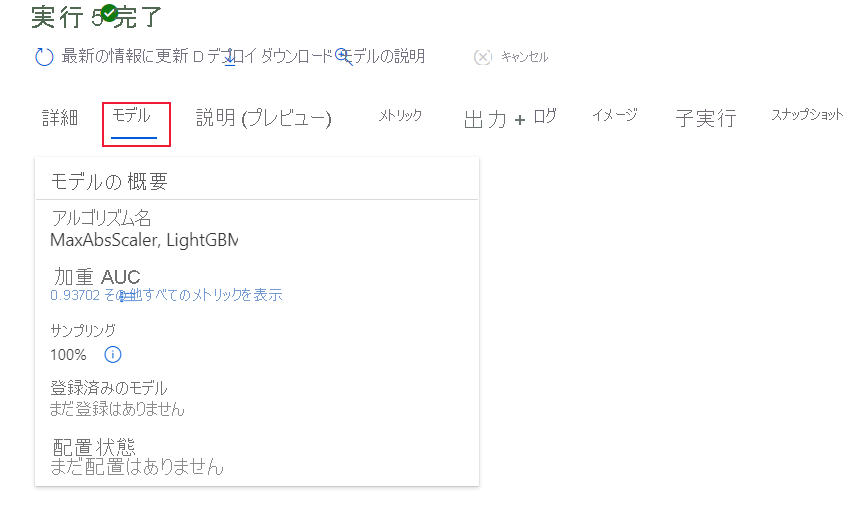 実行 5 完了
最新の情報に更新 D デプロイ ダウンロード モデルの説明 キャンセル
詳細 モデル 説明 (プレビュー) メトリック 出力 + ログ イメージ 子実行 スナップショット
モデルの 概要
アルゴリズム名
MaxAbsScaler, LightGBM
加重 AUC
0.93702 その他すべてのメトリックを表示
サンプリング
100%
登録済みのモデル
まだ登録はありません
配置状態
まだ配置はありません